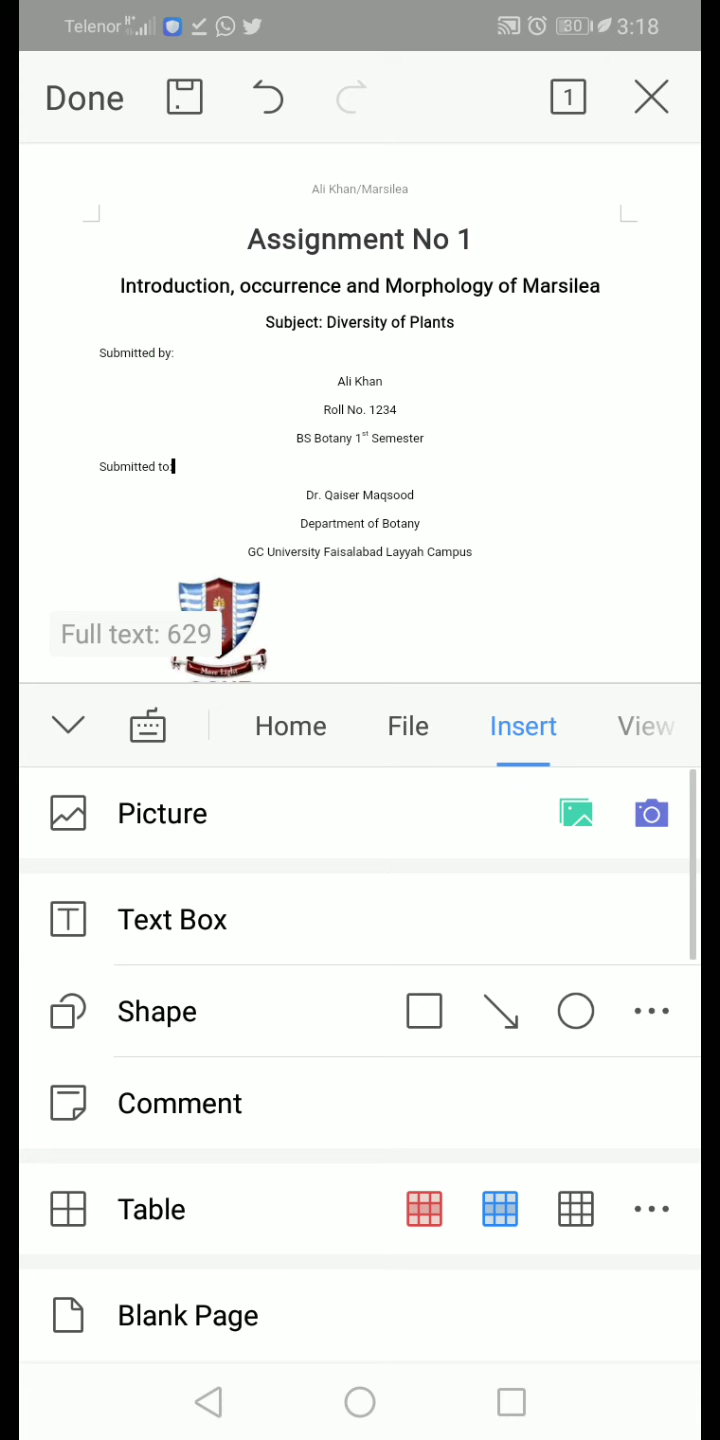 Telenor H+ 30 3:18
Done 1
Ali Khan/Marsilea
Assignment No 1
Introduction, occurrence and Morphology of Marsilea
Subject: Diversity of Plants
Submitted by:
Ali Khan
Roll No. 1234
BS Botany 1st Semester
Submitted to:
Dr. Qaiser Maqsood
Department of Botany
GC University Faisalabad Layyah Campus
Full text: 629
More Light
Home File Insert View
Picture
Text Box
Shape
Comment
Table
Blank Page